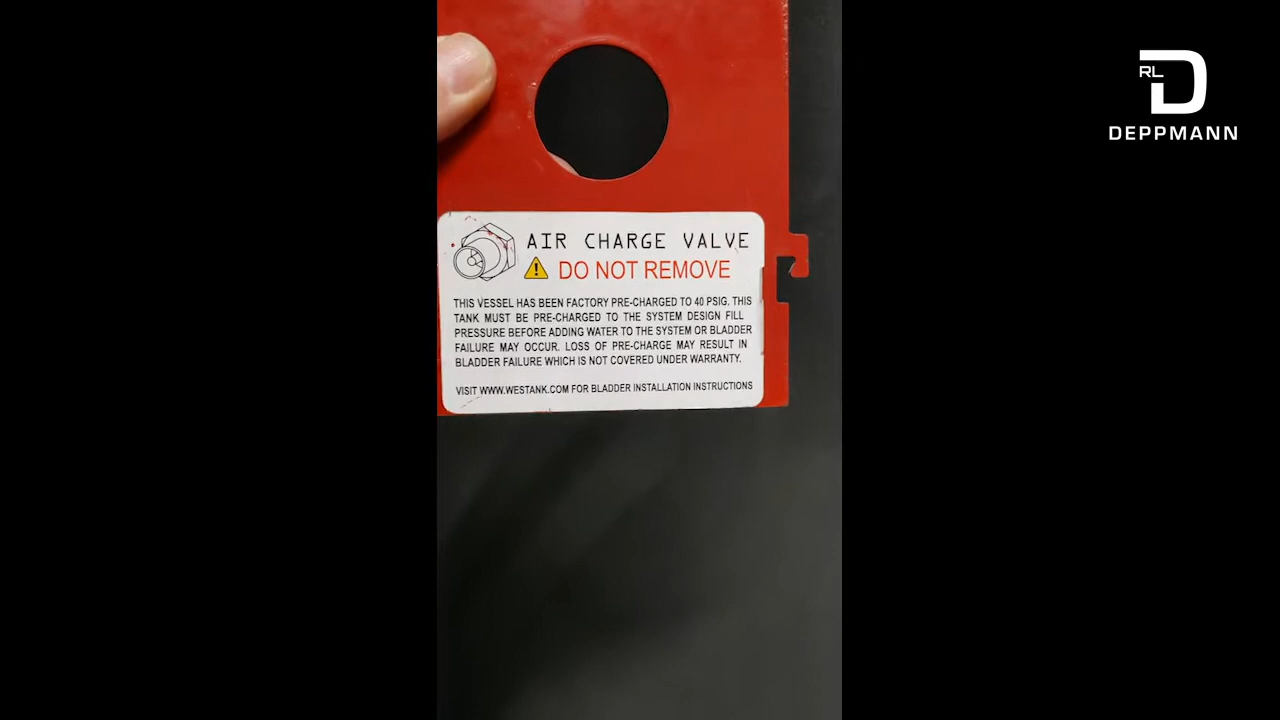 RL
DEPPMANN
AIR CHARGE VALVE
DO NOT REMOVE
THIS VESSEL HAS BEEN FACTORY PRE-CHARGED TO 40 PSIG. THIS
TANK MUST BE PRE-CHARGED TO THE SYSTEM DESIGN FILL
PRESSURE BEFORE ADDING WATER TO THE SYSTEM OR BLADDER
FAILURE MAY OCCUR. LOSS OF PRE-CHARGE MAY RESULT IN
BLADDER FAILURE WHICH IS NOT COVERED UNDER WARRANTY.
VISIT WWW.WESTANK.COM FOR BLADDER INSTALLATION INSTRUCTIONS